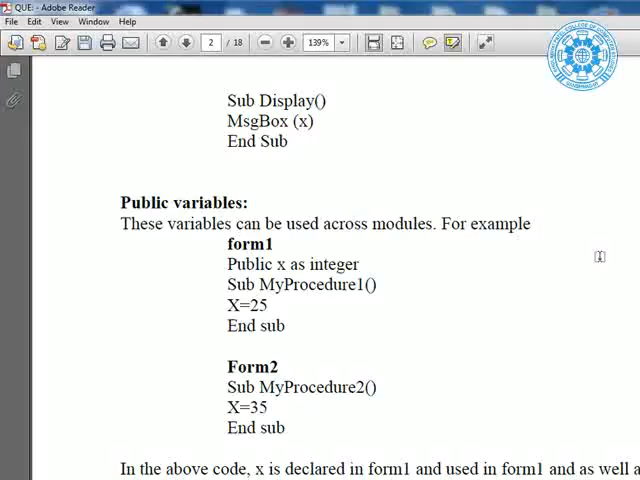 QUE: - Adobe Reader
File Edit View Window Help
2 / 18 139%
Sub Display()
MsgBox (x)
End Sub
Public variables:
These variables can be used across modules. For example
form1
Public x as integer
Sub MyProcedure1()
X=25
End sub
Form2
Sub MyProcedure2()
X=35
End sub
In the above code, x is declared in form1 and used in form1 and as well a